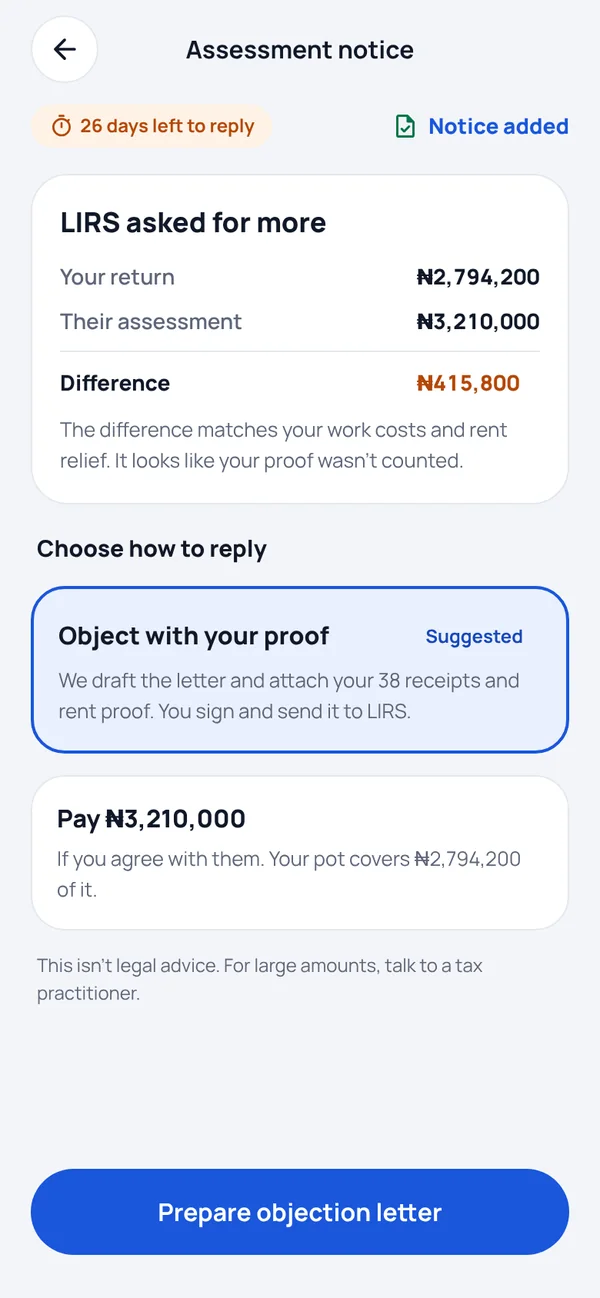 Assessment notice
26 days left to reply
Notice added
LIRS asked for more
Your return ₦2,794,200
Their assessment ₦3,210,000
Difference ₦415,800
The difference matches your work costs and rent
relief. It looks like your proof wasn't counted.
Choose how to reply
Object with your proof Suggested
We draft the letter and attach your 38 receipts and
rent proof. You sign and send it to LIRS.
Pay ₦3,210,000
If you agree with them. Your pot covers ₦2,794,200
of it.
This isn't legal advice. For large amounts, talk to a tax
practitioner.
Prepare objection letter